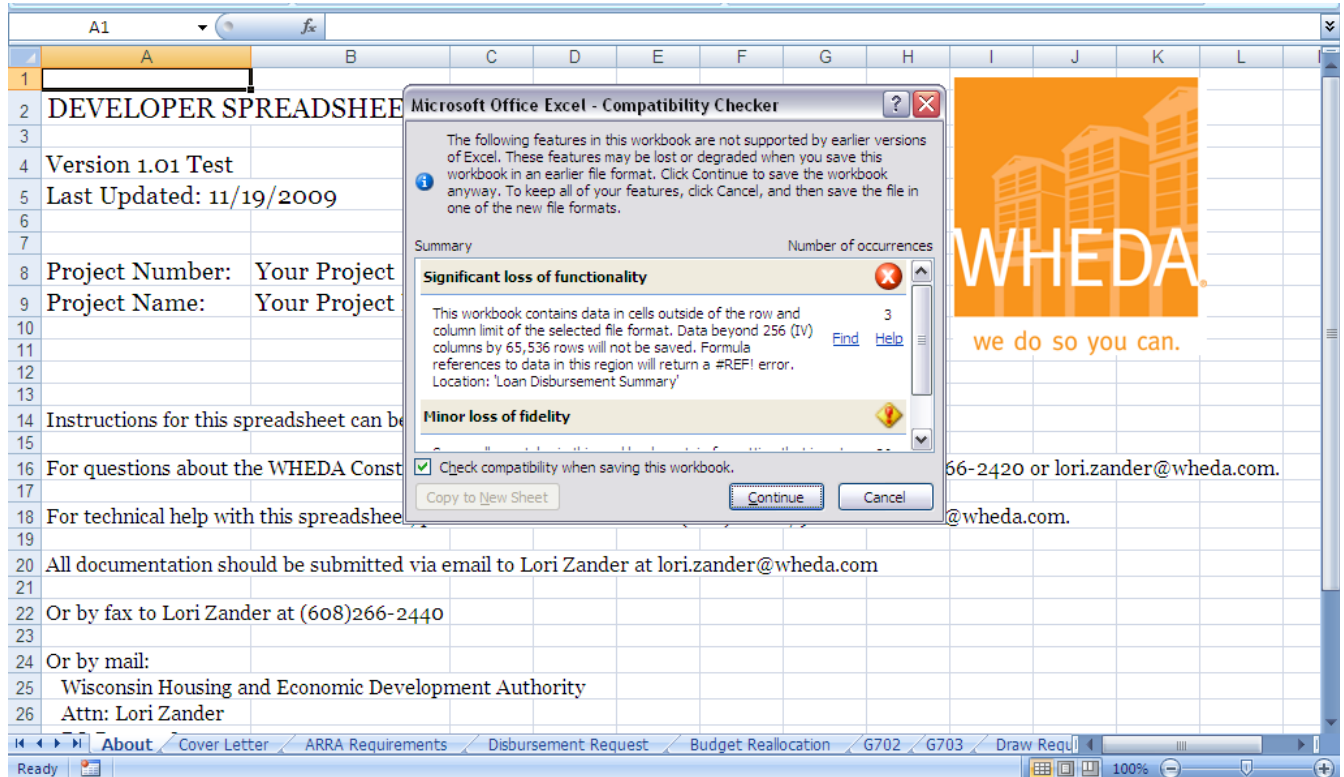 A1
fx
A B C D E F G H I J K L
1
2 DEVELOPER SPREADSHEE
3
4 Version 1.01 Test
5 Last Updated: 11/19/2009
6
7
8 Project Number: Your Project
9 Project Name: Your Project
10
11
12
13
14 Instructions for this spreadsheet can be
15
16 For questions about the WHEDA Const 66-2420 or lori.zander@wheda.com.
17
18 For technical help with this spreadsheet @wheda.com.
19
20 All documentation should be submitted via email to Lori Zander at lori.zander@wheda.com
21
22 Or by fax to Lori Zander at (608)266-2440
23
24 Or by mail:
25 Wisconsin Housing and Economic Development Authority
26 Attn: Lori Zander
Microsoft Office Excel - Compatibility Checker
The following features in this workbook are not supported by earlier versions
of Excel. These features may be lost or degraded when you save this
workbook in an earlier file format. Click Continue to save the workbook
anyway. To keep all of your features, click Cancel, and then save the file in
one of the new file formats.
Summary Number of occurrences
Significant loss of functionality
This workbook contains data in cells outside of the row and 3
column limit of the selected file format. Data beyond 256 (IV) Find Help
columns by 65,536 rows will not be saved. Formula
references to data in this region will return a #REF! error.
Location: 'Loan Disbursement Summary'
Minor loss of fidelity
Check compatibility when saving this workbook.
Copy to New Sheet Continue Cancel
WHEDA®
we do so you can.
About Cover Letter ARRA Requirements Disbursement Request Budget Reallocation G702 G703 Draw Requ
Ready 100%